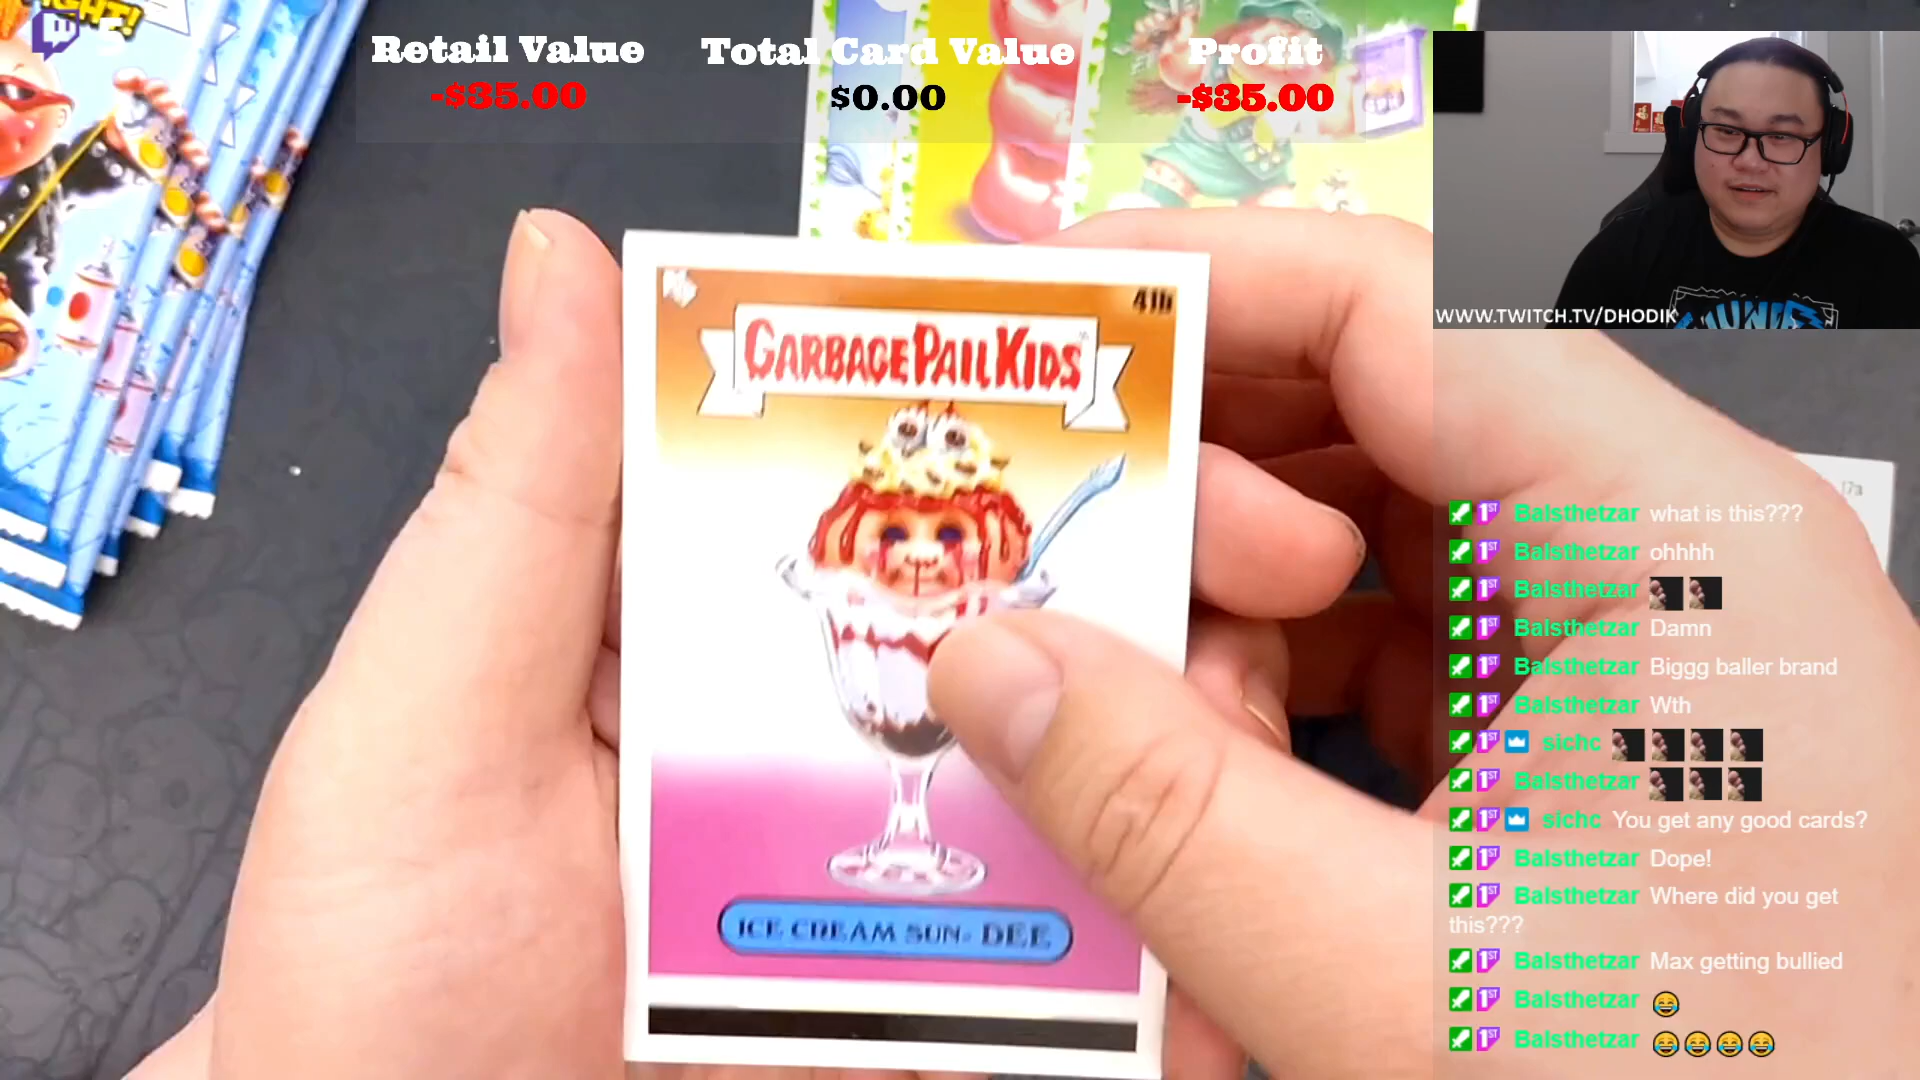 5
Retail Value
-$35.00
Total Card Value
$0.00
Profit
-$35.00
WWW.TWITCH.TV/DHODIK
41b
GARBAGE PAIL KIDS
ICE CREAM SUN- DEE
17a
Balsthetzar what is this???
Balsthetzar ohhhh
Balsthetzar
Balsthetzar Damn
Balsthetzar Biggg baller brand
Balsthetzar Wth
sichc
Balsthetzar
sichc You get any good cards?
Balsthetzar Dope!
Balsthetzar Where did you get
this???
Balsthetzar Max getting bullied
Balsthetzar 😂
Balsthetzar 😂😂😂😂